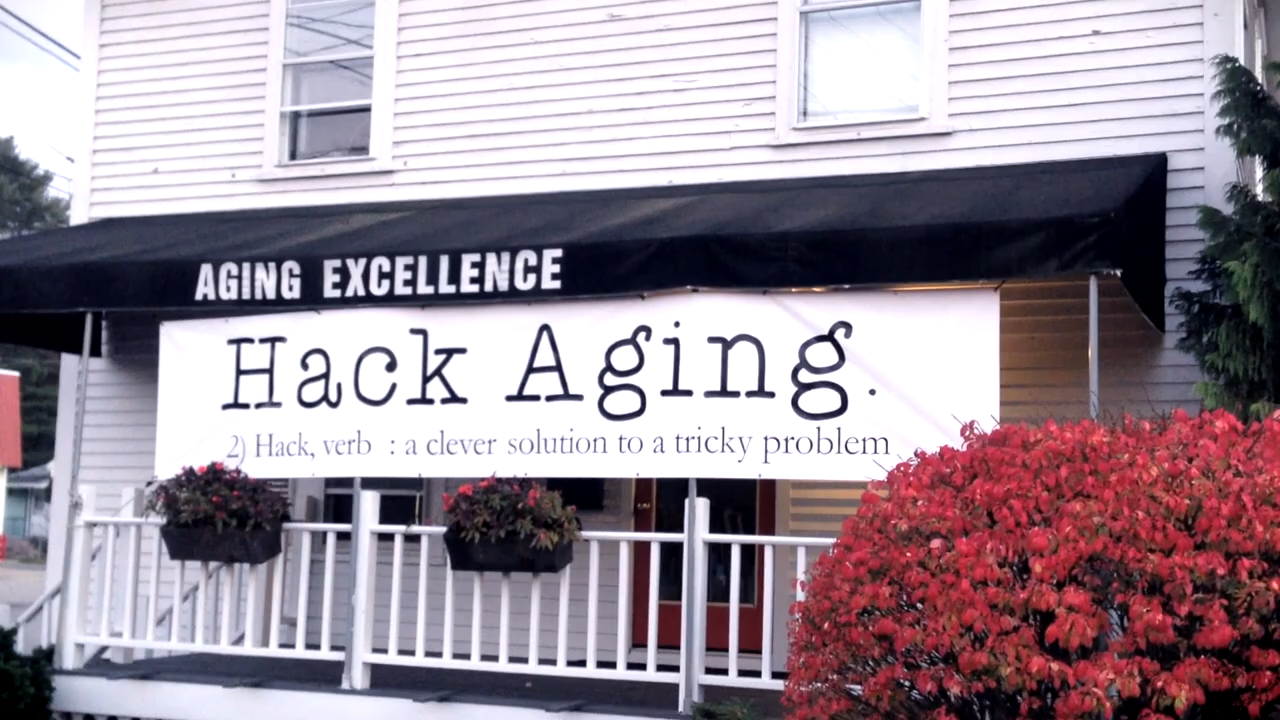 AGING EXCELLENCE
Hack Aging.
2) Hack, verb : a clever solution to a tricky problem